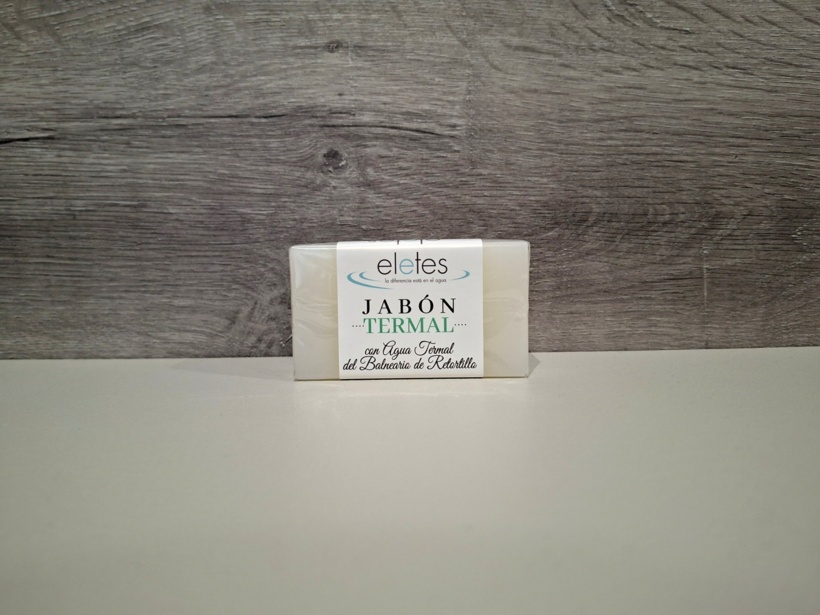 eletes
la diferencia está en el agua
JABÓN
TERMAL
con Agua Termal
del Balneario de Retortillo